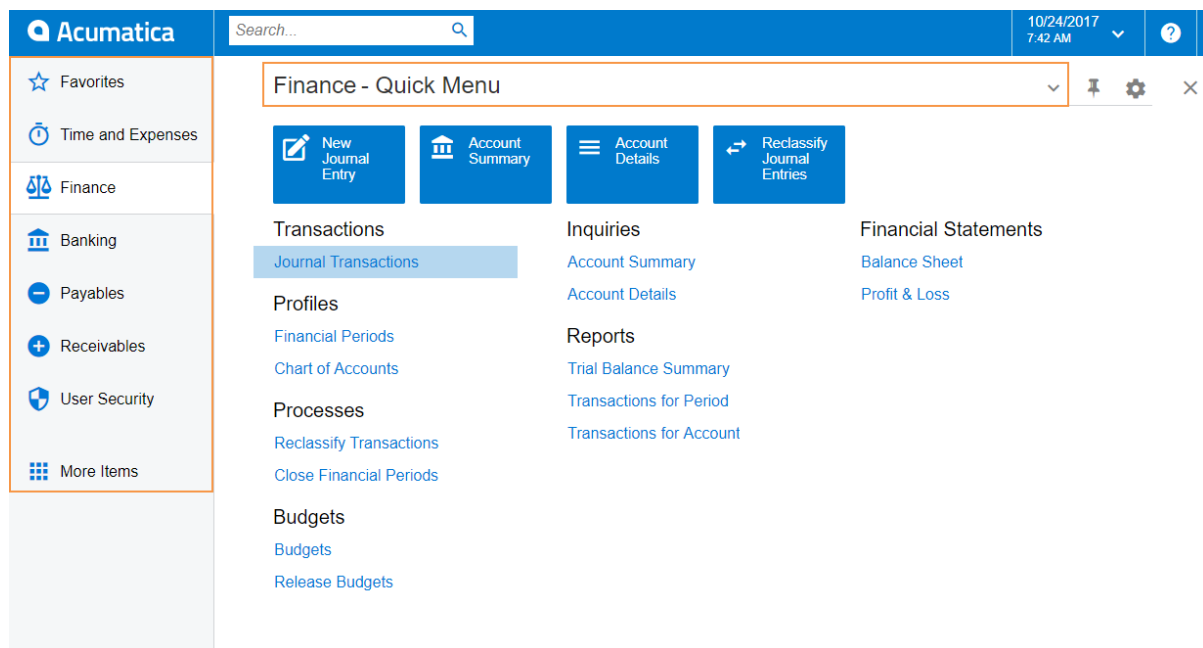 Acumatica
Search...
10/24/2017
7:42 AM
?
Favorites
Time and Expenses
Finance
Banking
Payables
Receivables
User Security
More Items
Finance - Quick Menu
New
Journal
Entry
Account
Summary
Account
Details
Reclassify
Journal
Entries
Transactions
Journal Transactions
Profiles
Financial Periods
Chart of Accounts
Processes
Reclassify Transactions
Close Financial Periods
Budgets
Budgets
Release Budgets
Inquiries
Account Summary
Account Details
Reports
Trial Balance Summary
Transactions for Period
Transactions for Account
Financial Statements
Balance Sheet
Profit & Loss